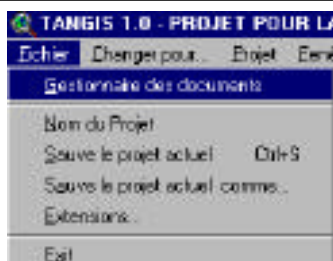 TANGIS 1.0 - PROJET POUR LA
Fichier Changer pour... Projet Fenê
Gestionnaire des documents
Nom du Projet
Sauve le projet actuel Ctrl+S
Sauve le projet actuel comme...
Extensions...
Exit